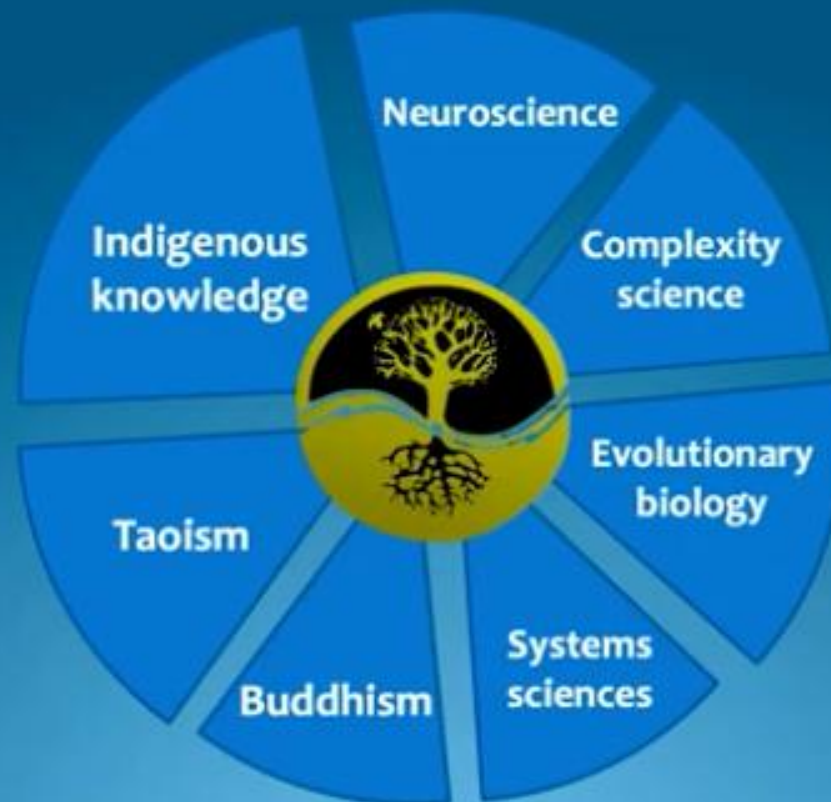 Neuroscience
Complexity
science
Evolutionary
biology
Systems
sciences
Buddhism
Taoism
Indigenous
knowledge